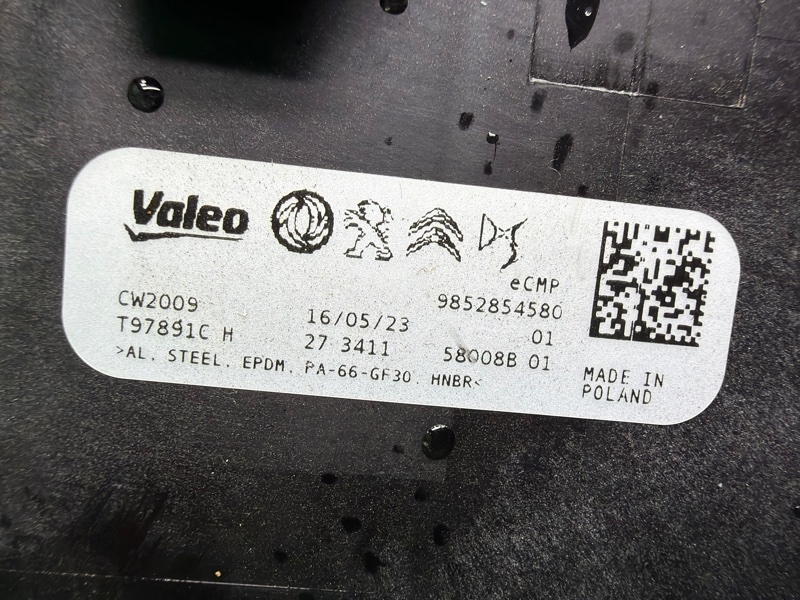 Valeo
DS
eCMP
CW2009 9852854580
T97891C H 16/05/23 01
27 3411 58008B 01
>AL. STEEL. EPDM. PA-66-GF30. HNBR<
MADE IN
POLAND